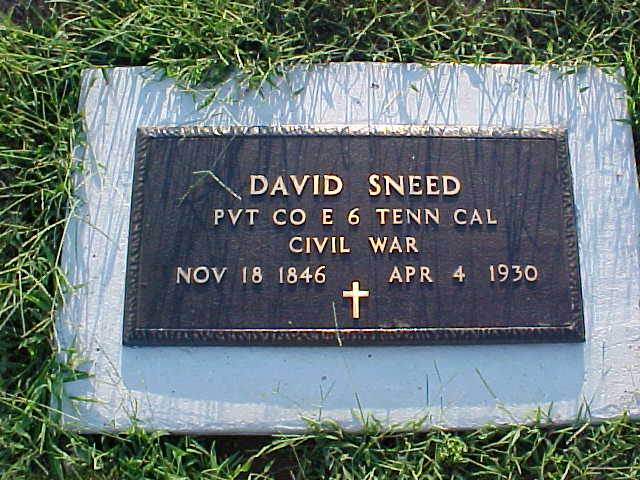 DAVID SNEED
PVT CO E 6 TENN CAL
CIVIL WAR
NOV 18 1846 APR 4 1930